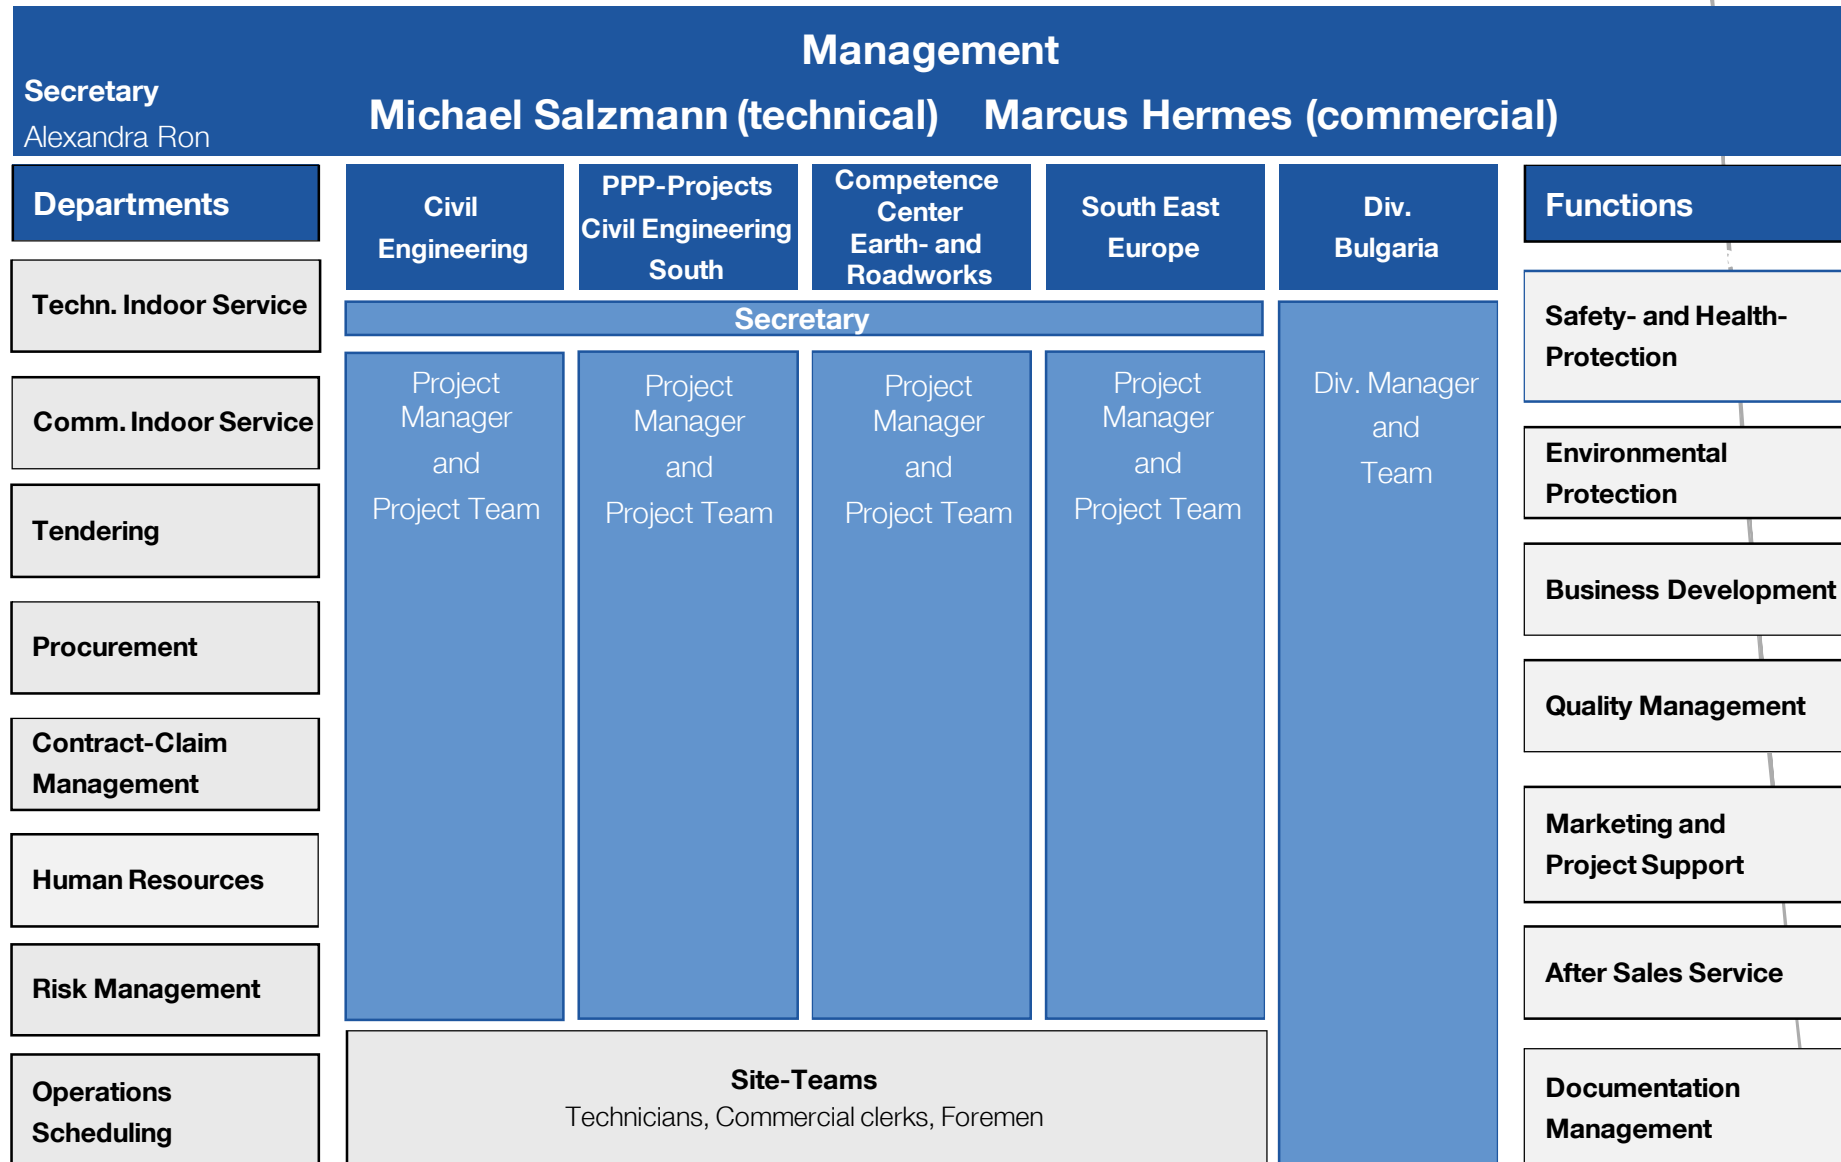 Management
Secretary
Alexandra Ron
Michael Salzmann (technical) Marcus Hermes (commercial)
Departments
Techn. Indoor Service
Comm. Indoor Service
Tendering
Procurement
Contract-Claim
Management
Human Resources
Risk Management
Operations
Scheduling
Civil
Engineering
PPP-Projects
Civil Engineering
South
Competence
Center
Earth- and
Roadworks
South East
Europe
Div.
Bulgaria
Secretary
Project
Manager
and
Project Team
Project
Manager
and
Project Team
Project
Manager
and
Project Team
Project
Manager
and
Project Team
Div. Manager
and
Team
Site-Teams
Technicians, Commercial clerks, Foremen
Functions
Safety- and Health-
Protection
Environmental
Protection
Business Development
Quality Management
Marketing and
Project Support
After Sales Service
Documentation
Management